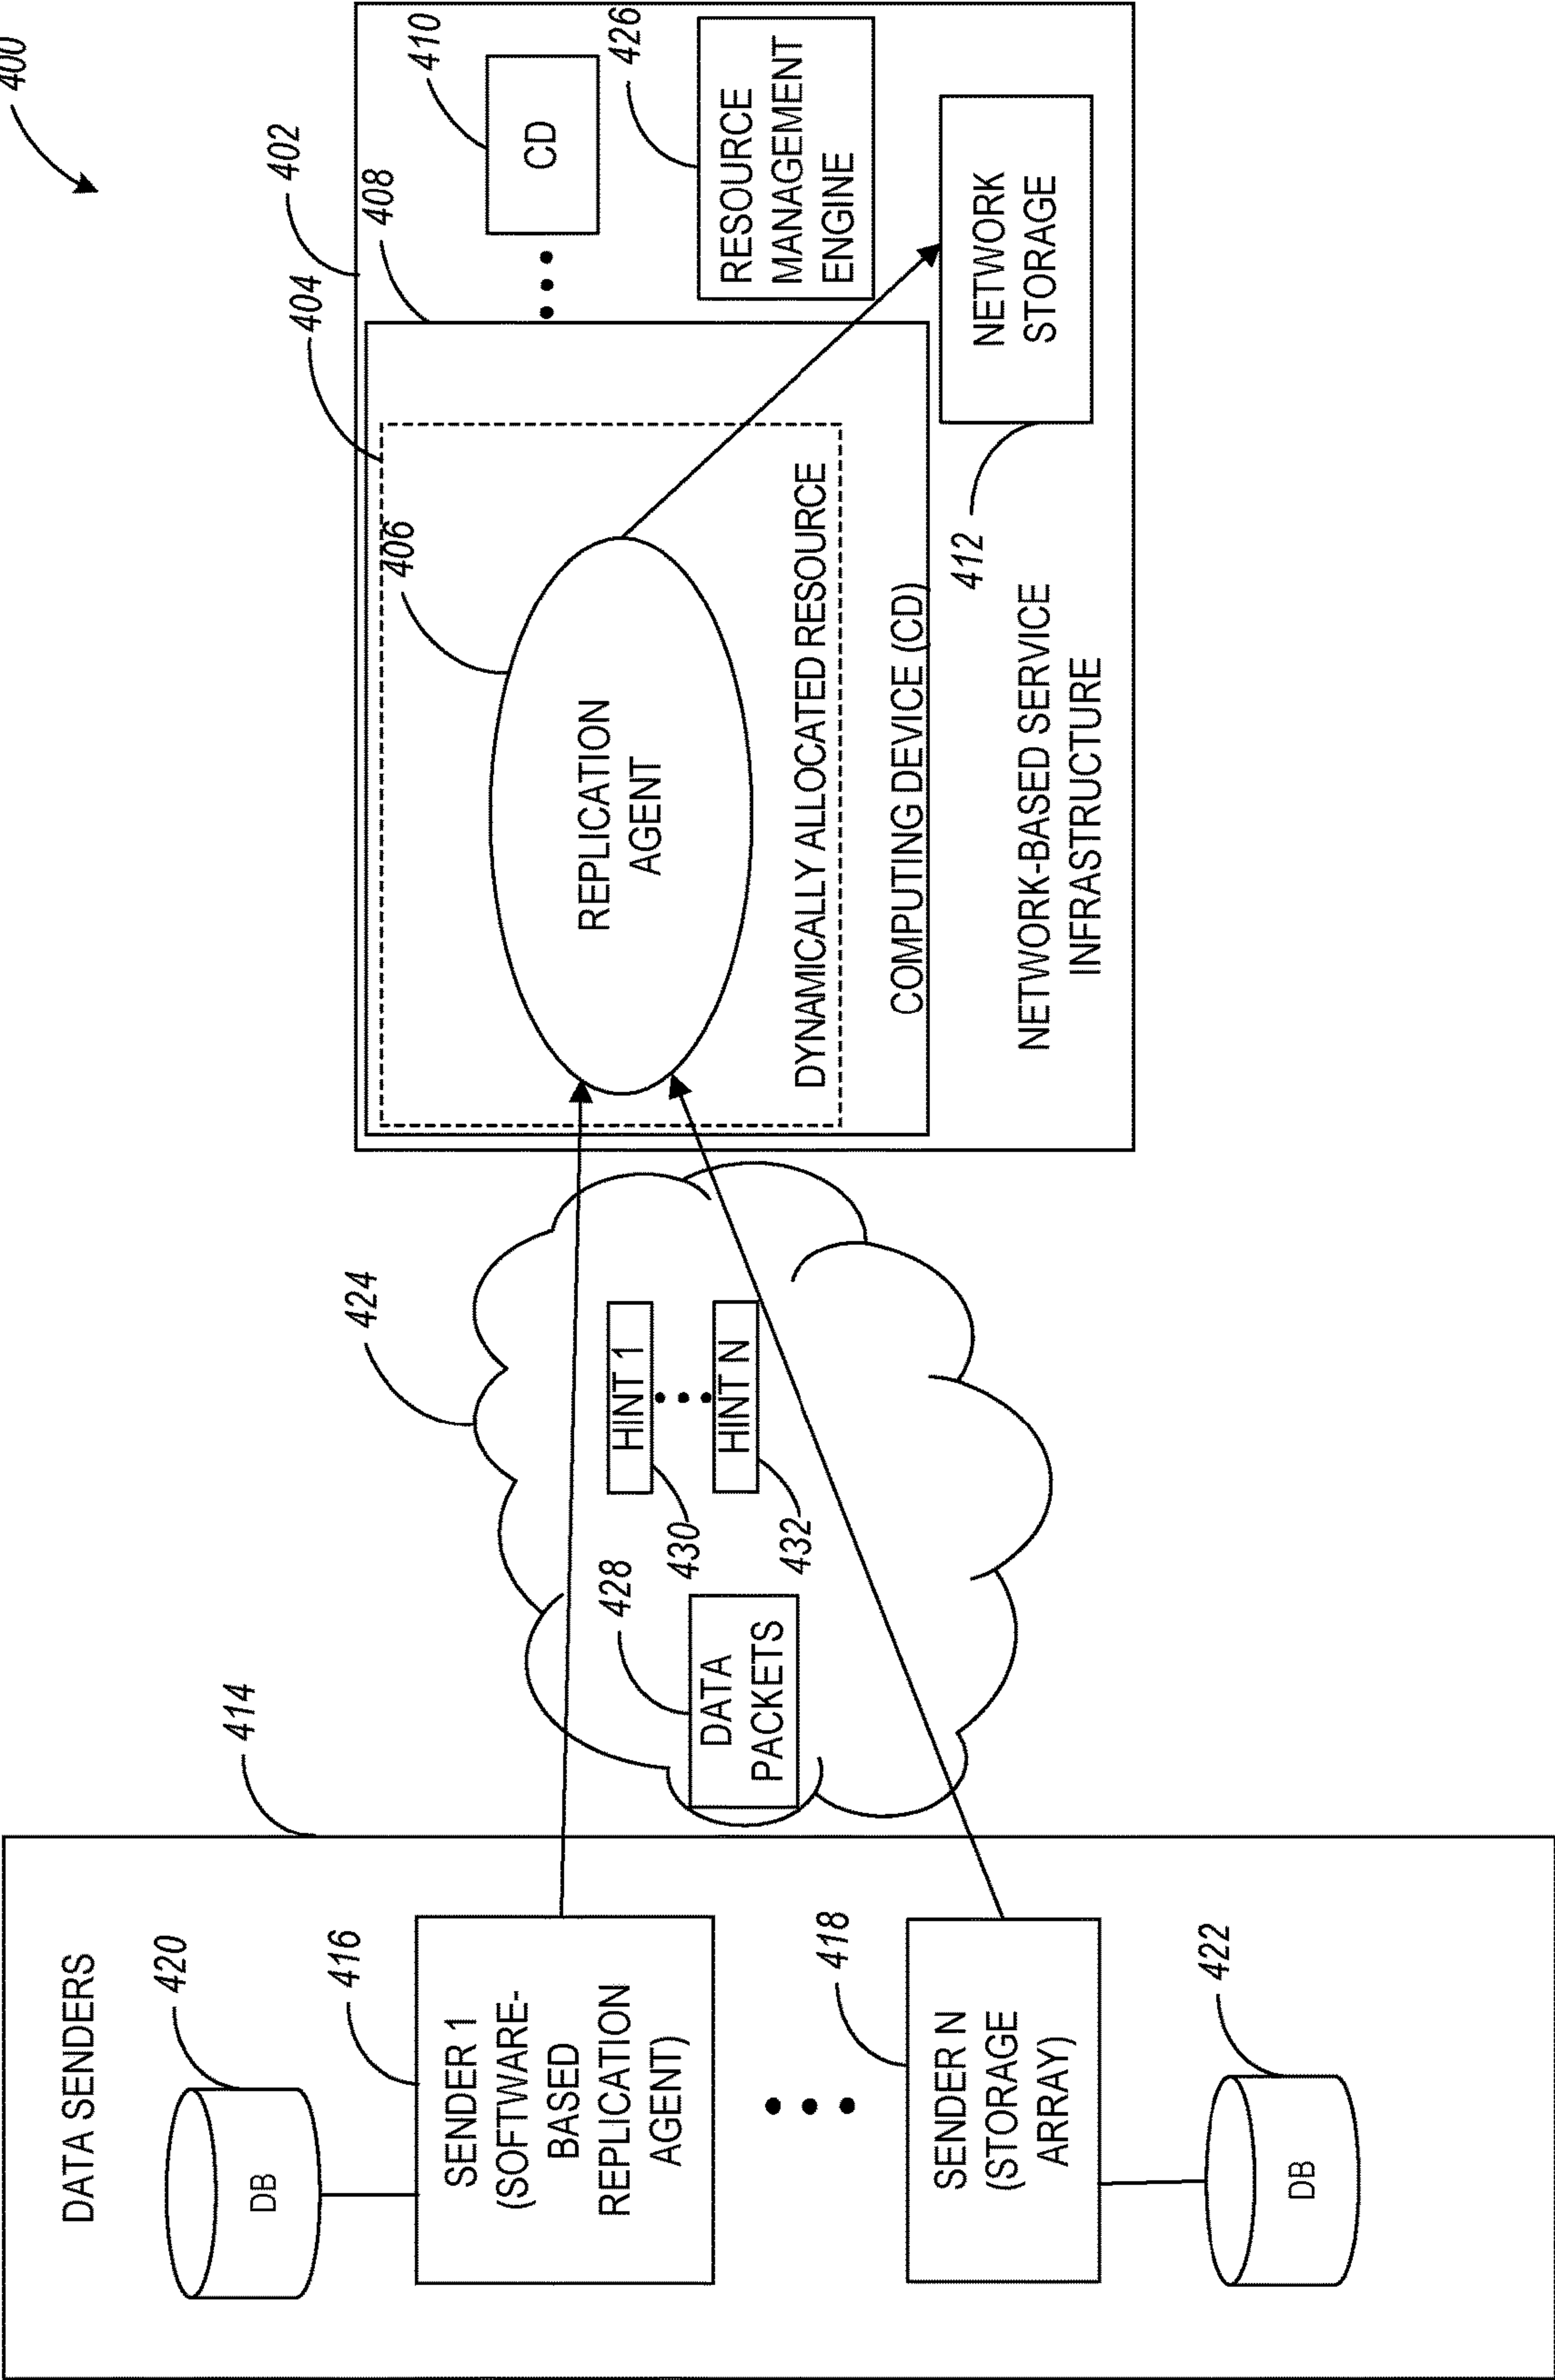 400
DATA SENDERS
414
420
DB
416
SENDER 1
(SOFTWARE-
BASED
REPLICATION
AGENT)
418
SENDER N
(STORAGE
ARRAY)
422
DB
424
428
DATA
PACKETS
HINT 1
430
HINT N
432
402
404
408
406
REPLICATION
AGENT
DYNAMICALLY ALLOCATED RESOURCE
COMPUTING DEVICE (CD)
410
CD
426
RESOURCE
MANAGEMENT
ENGINE
NETWORK
STORAGE
412
NETWORK-BASED SERVICE
INFRASTRUCTURE